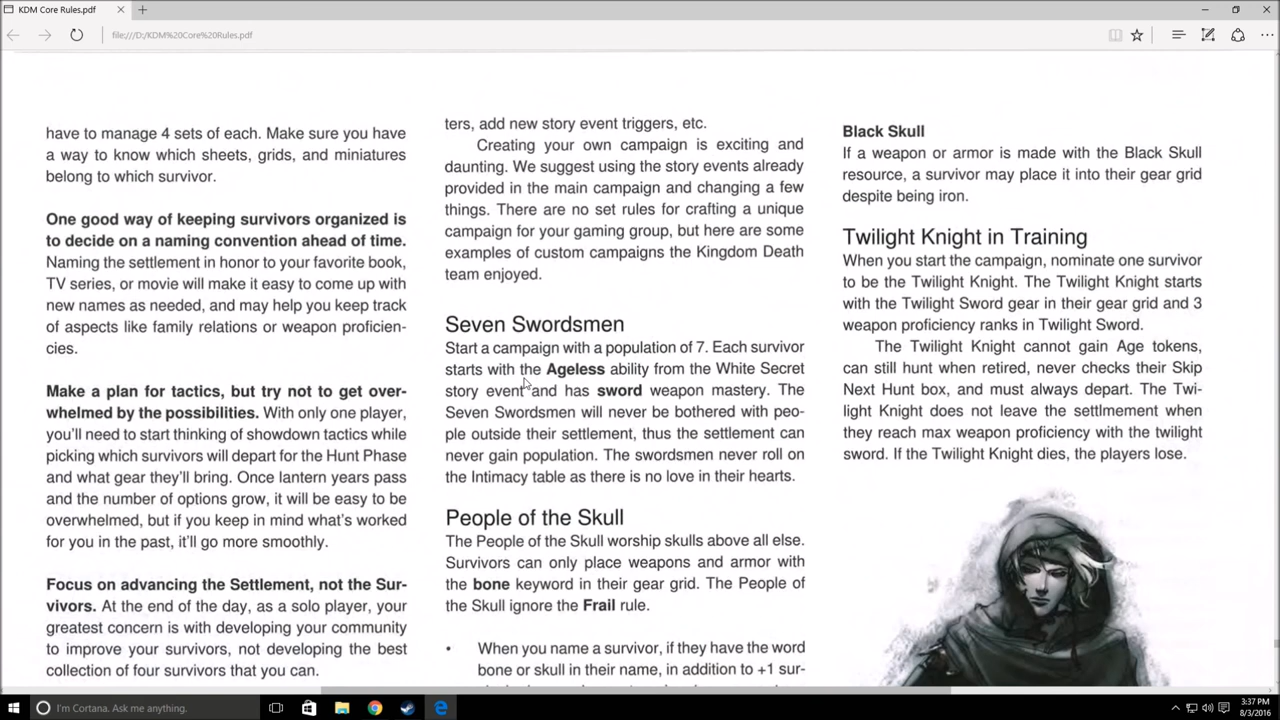 KDM Core Rules.pdf
file:///D:/KDM%20Core%20Rules.pdf
have to manage 4 sets of each. Make sure you have
a way to know which sheets, grids, and miniatures
belong to which survivor.
One good way of keeping survivors organized is
to decide on a naming convention ahead of time.
Naming the settlement in honor to your favorite book,
TV series, or movie will make it easy to come up with
new names as needed, and may help you keep track
of aspects like family relations or weapon proficien-
cies.
Make a plan for tactics, but try not to get over-
whelmed by the possibilities. With only one player,
you'll need to start thinking of showdown tactics while
picking which survivors will depart for the Hunt Phase
and what gear they'll bring. Once lantern years pass
and the number of options grow, it will be easy to be
overwhelmed, but if you keep in mind what's worked
for you in the past, it'll go more smoothly.
Focus on advancing the Settlement, not the Sur-
vivors. At the end of the day, as a solo player, your
greatest concern is with developing your community
to improve your survivors, not developing the best
collection of four survivors that you can.
ters, add new story event triggers, etc.
Creating your own campaign is exciting and
daunting. We suggest using the story events already
provided in the main campaign and changing a few
things. There are no set rules for crafting a unique
campaign for your gaming group, but here are some
examples of custom campaigns the Kingdom Death
team enjoyed.
Seven Swordsmen
Start a campaign with a population of 7. Each survivor
starts with the Ageless ability from the White Secret
story event and has sword weapon mastery. The
Seven Swordsmen will never be bothered with peo-
ple outside their settlement, thus the settlement can
never gain population. The swordsmen never roll on
the Intimacy table as there is no love in their hearts.
People of the Skull
The People of the Skull worship skulls above all else.
Survivors can only place weapons and armor with
the bone keyword in their gear grid. The People of
the Skull ignore the Frail rule.
• When you name a survivor, if they have the word
bone or skull in their name, in addition to +1 sur-
Black Skull
If a weapon or armor is made with the Black Skull
resource, a survivor may place it into their gear grid
despite being iron.
Twilight Knight in Training
When you start the campaign, nominate one survivor
to be the Twilight Knight. The Twilight Knight starts
with the Twilight Sword gear in their gear grid and 3
weapon proficiency ranks in Twilight Sword.
The Twilight Knight cannot gain Age tokens,
can still hunt when retired, never checks their Skip
Next Hunt box, and must always depart. The Twi-
light Knight does not leave the settlmement when
they reach max weapon proficiency with the twilight
sword. If the Twilight Knight dies, the players lose.
I'm Cortana. Ask me anything.
3:37 PM
8/3/2016